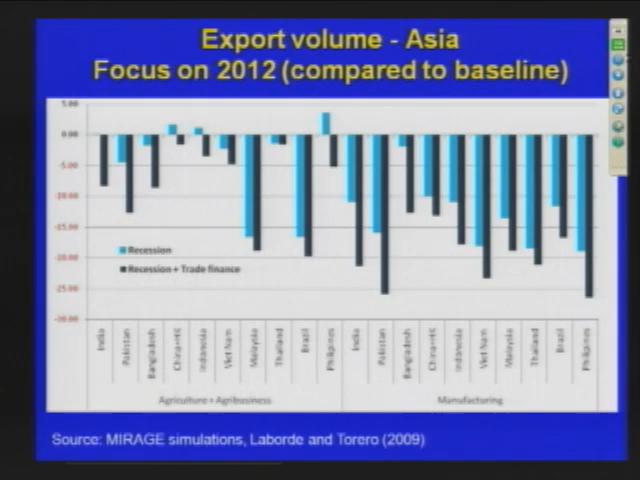 Export volume - Asia
Focus on 2012 (compared to baseline)
5.00
0.00
-5.00
-10.00
-15.00
-20.00
-25.00
-30.00
Recession
Recession + Trade finance
India
Pakistan
Bangladesh
China+HK
Indonesia
Viet Nam
Malaysia
Thailand
Brazil
Philipines
India
Pakistan
Bangladesh
China+HK
Indonesia
Viet Nam
Malaysia
Thailand
Brazil
Philipines
Agriculture + Agribusiness
Manufacturing
Source: MIRAGE simulations, Laborde and Torero (2009)